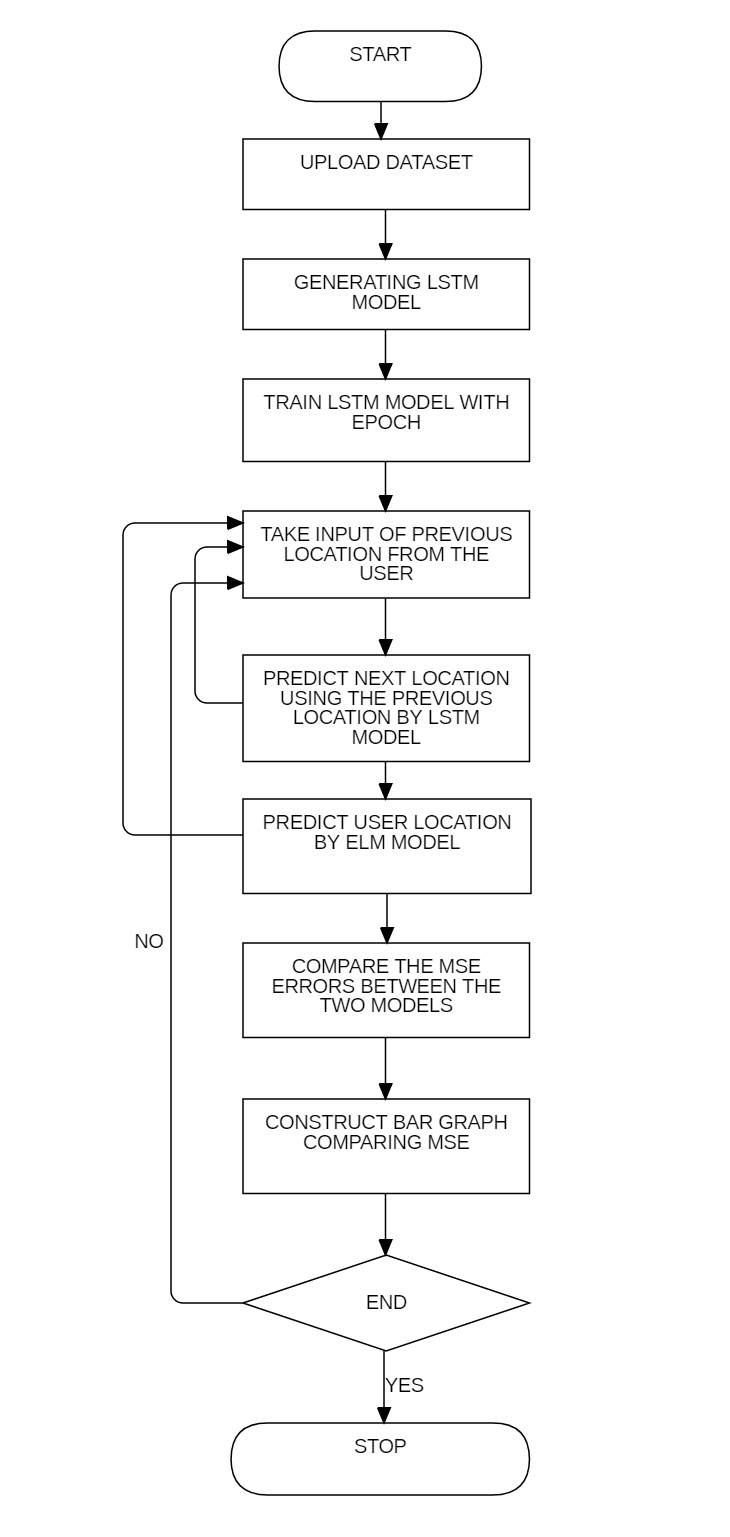 START
UPLOAD DATASET
GENERATING LSTM
MODEL
TRAIN LSTM MODEL WITH
EPOCH
TAKE INPUT OF PREVIOUS
LOCATION FROM THE
USER
PREDICT NEXT LOCATION
USING THE PREVIOUS
LOCATION BY LSTM
MODEL
PREDICT USER LOCATION
BY ELM MODEL
NO
COMPARE THE MSE
ERRORS BETWEEN THE
TWO MODELS
CONSTRUCT BAR GRAPH
COMPARING MSE
END
YES
STOP